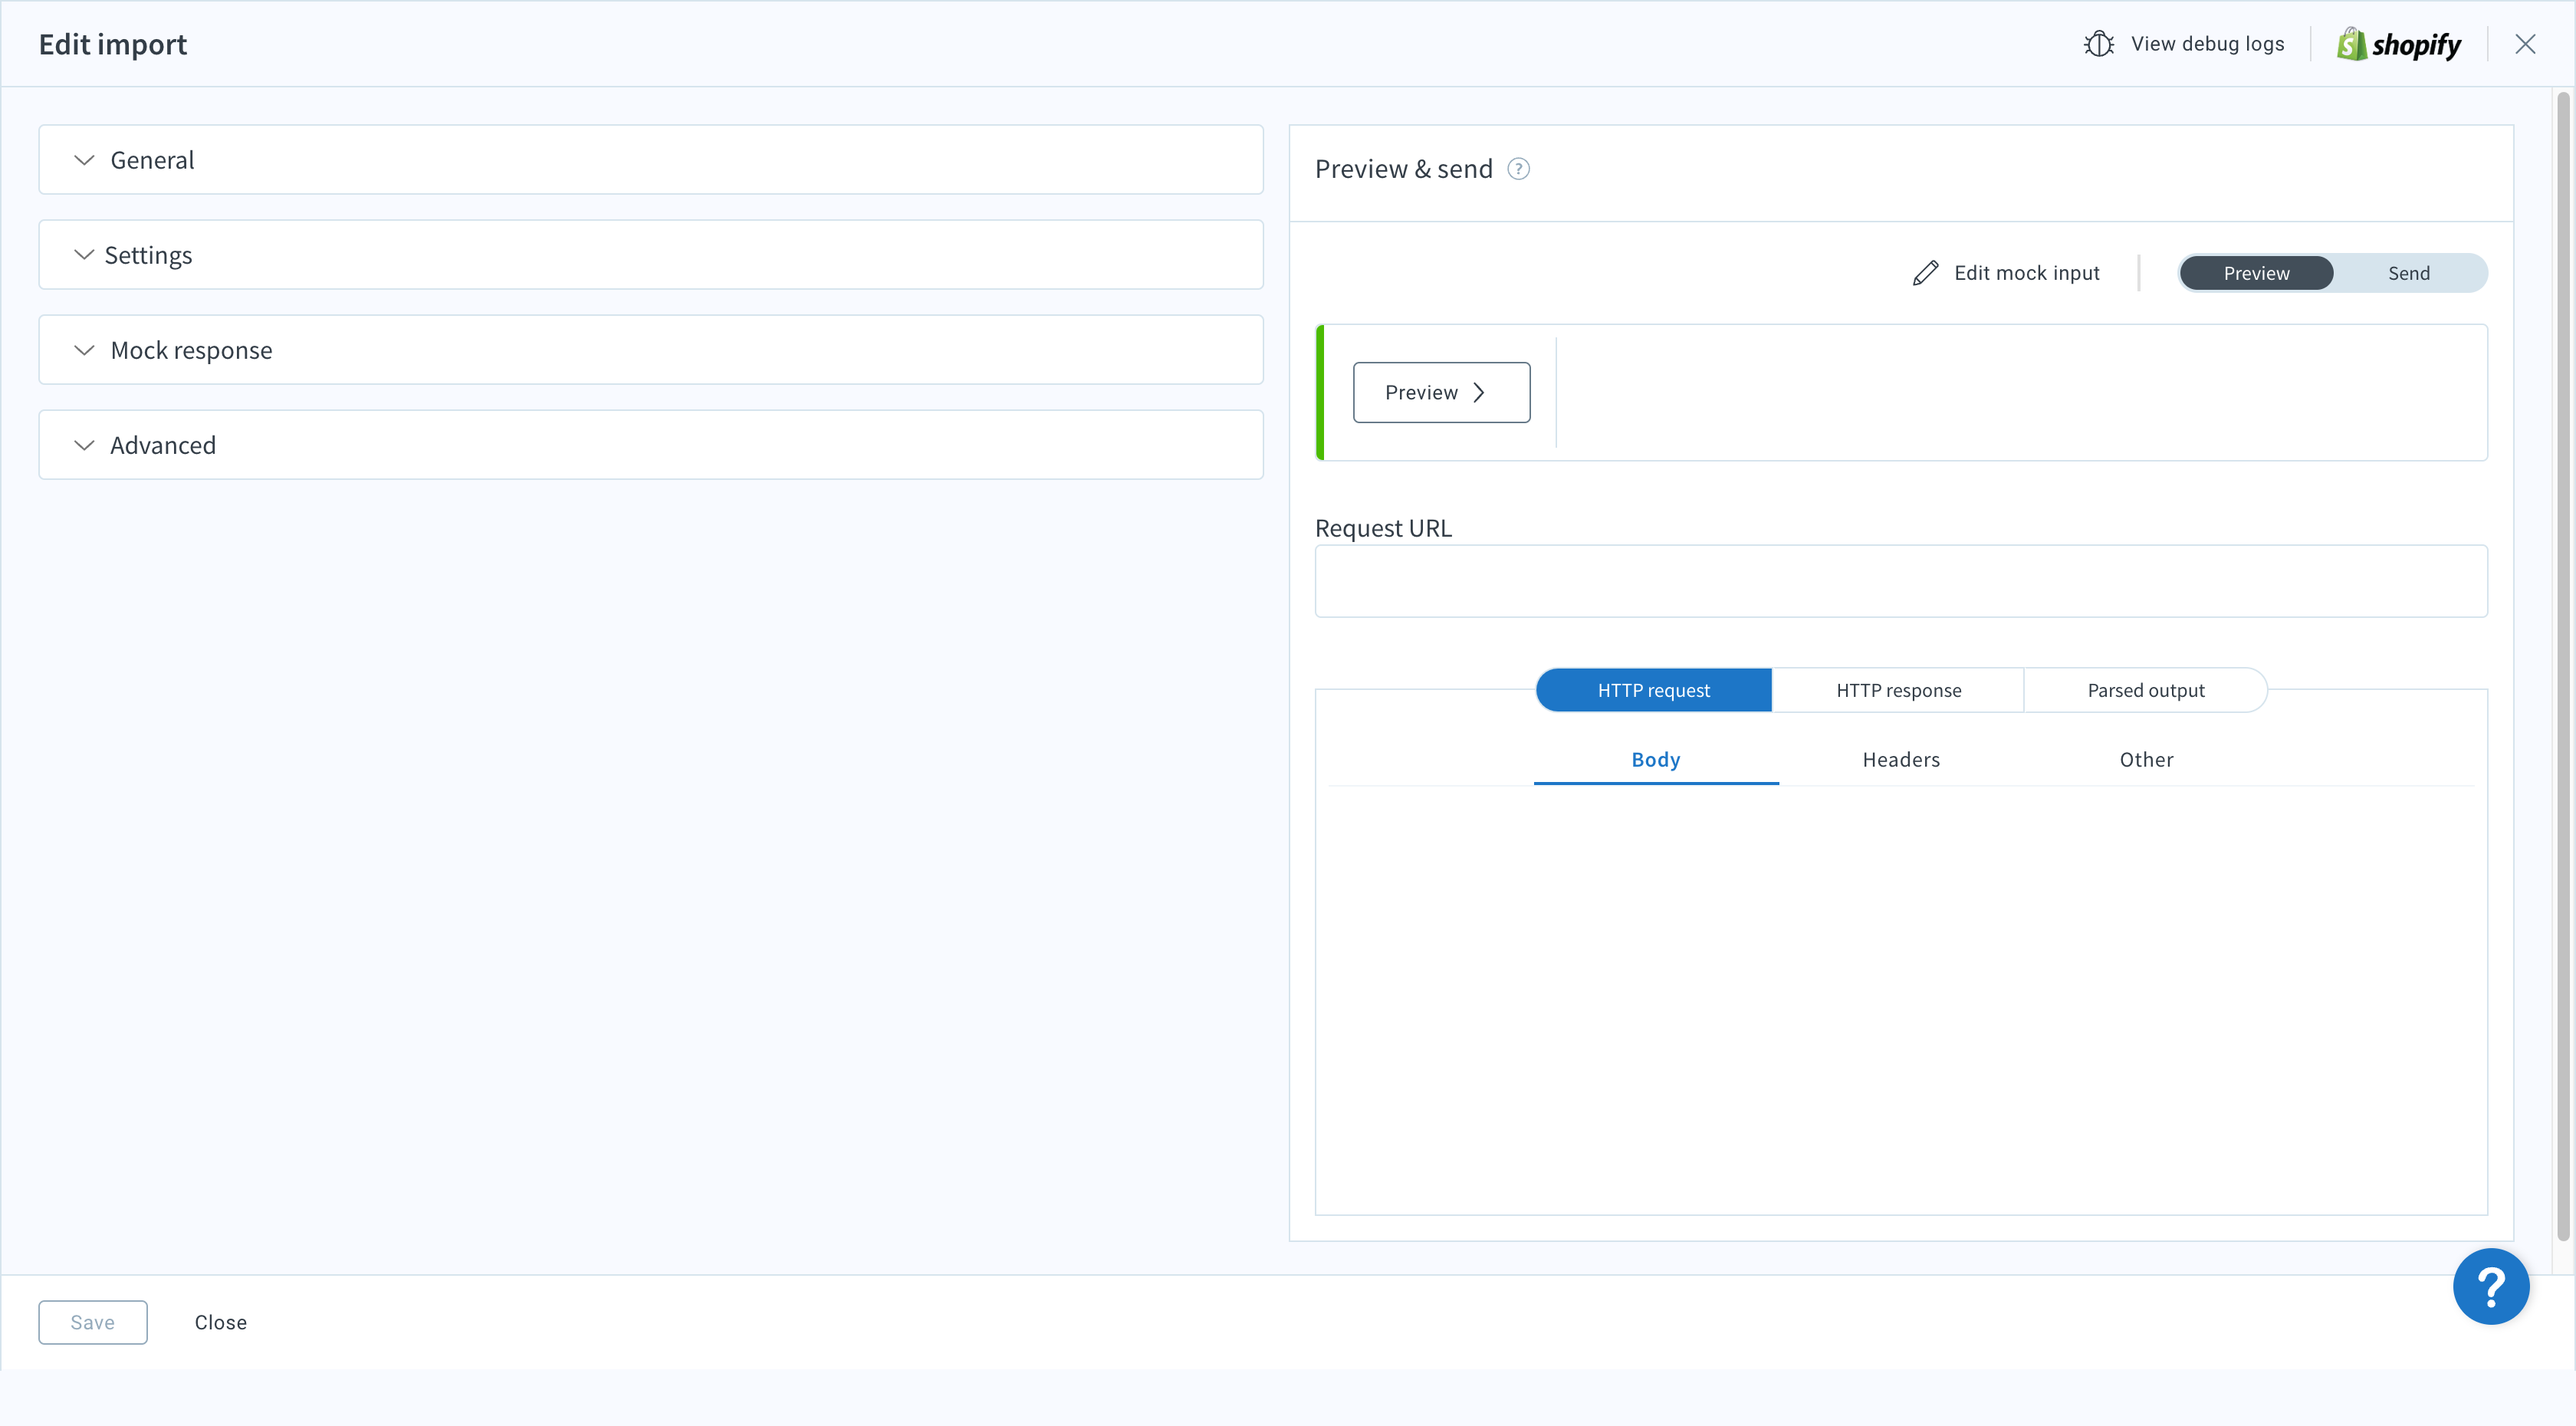 Edit import
View debug logs
shopify
General
Settings
Mock response
Advanced
Preview & send ?
Edit mock input
Preview
Send
Preview
Request URL
HTTP request
HTTP response
Parsed output
Body
Headers
Other
Save
Close
?